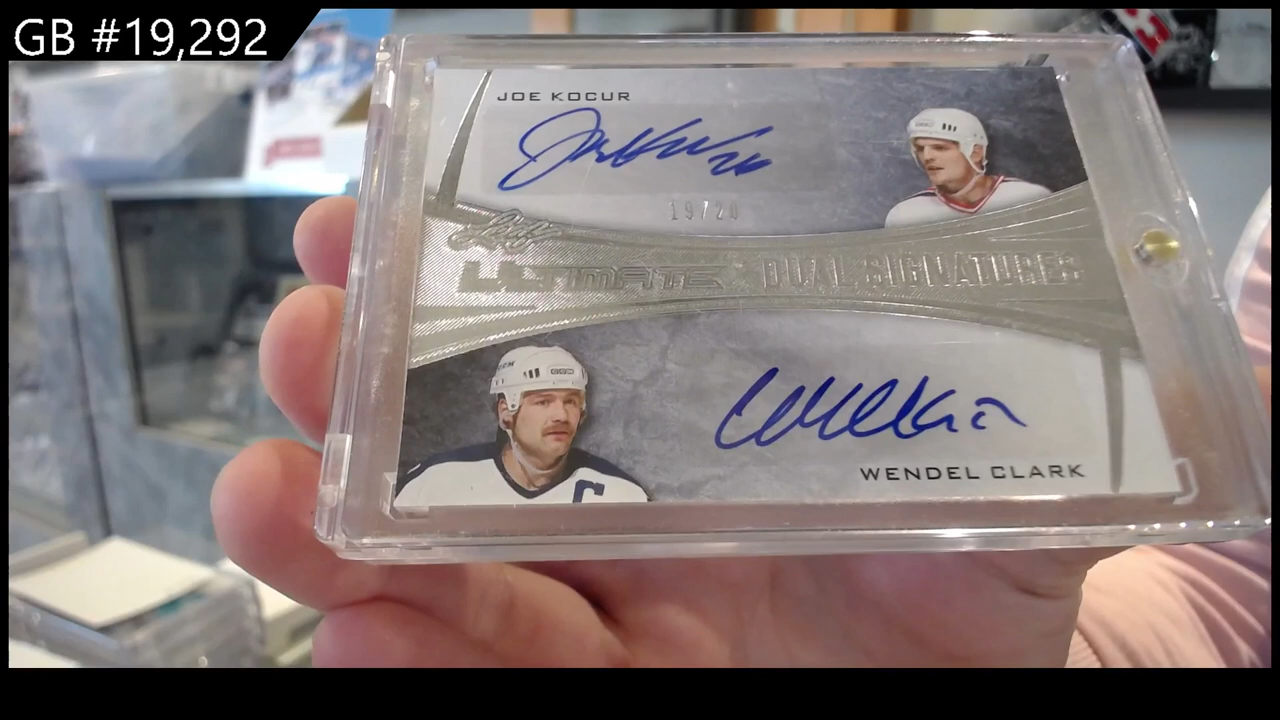 GB #19,292
JOE KOCUR
19/20
Leaf
ULTIMATE DUAL SIGNATURES
C
WENDEL CLARK